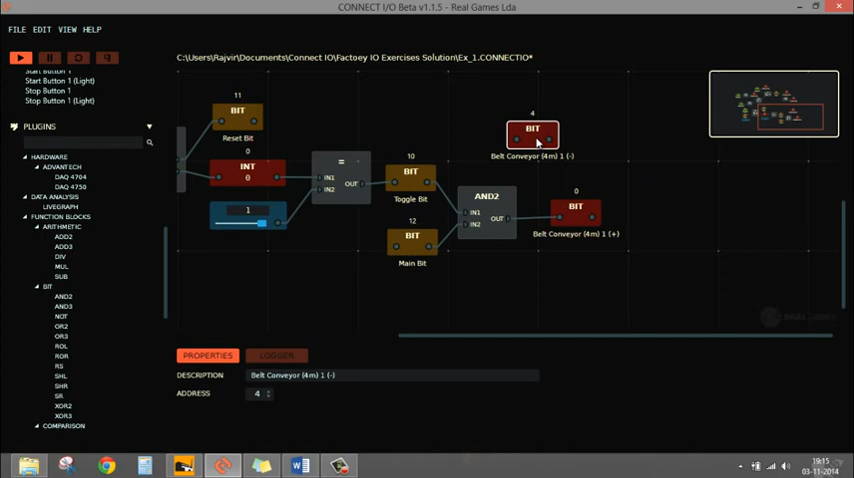 CONNECT I/O Beta v1.1.5 - Real Games Lda
FILE EDIT VIEW HELP
C:\Users\Rajvir\Documents\Connect IO\Factoey IO Exercises Solution\Ex_1.CONNECTIO*
Start Button 1
Start Button 1 (Light)
Stop Button 1
Stop Button 1 (Light)
PLUGINS
HARDWARE
ADVANTECH
DAQ 4704
DAQ 4750
DATA ANALYSIS
LIVEGRAPH
FUNCTION BLOCKS
ARITHMETIC
ADD2
ADD3
DIV
MUL
SUB
BIT
AND2
AND3
NOT
OR2
OR3
ROL
ROR
RS
SHL
SHR
SR
XOR2
XOR3
COMPARISON
11
BIT
Reset Bit
0
INT
0
1
=
IN1
IN2
OUT
10
BIT
Toggle Bit
12
BIT
Main Bit
AND2
IN1
IN2
OUT
4
BIT
Belt Conveyor (4m) 1 (-)
0
BIT
Belt Conveyor (4m) 1 (+)
PROPERTIES LOGGER
DESCRIPTION Belt Conveyor (4m) 1 (-)
ADDRESS 4
19:15
03-11-2014